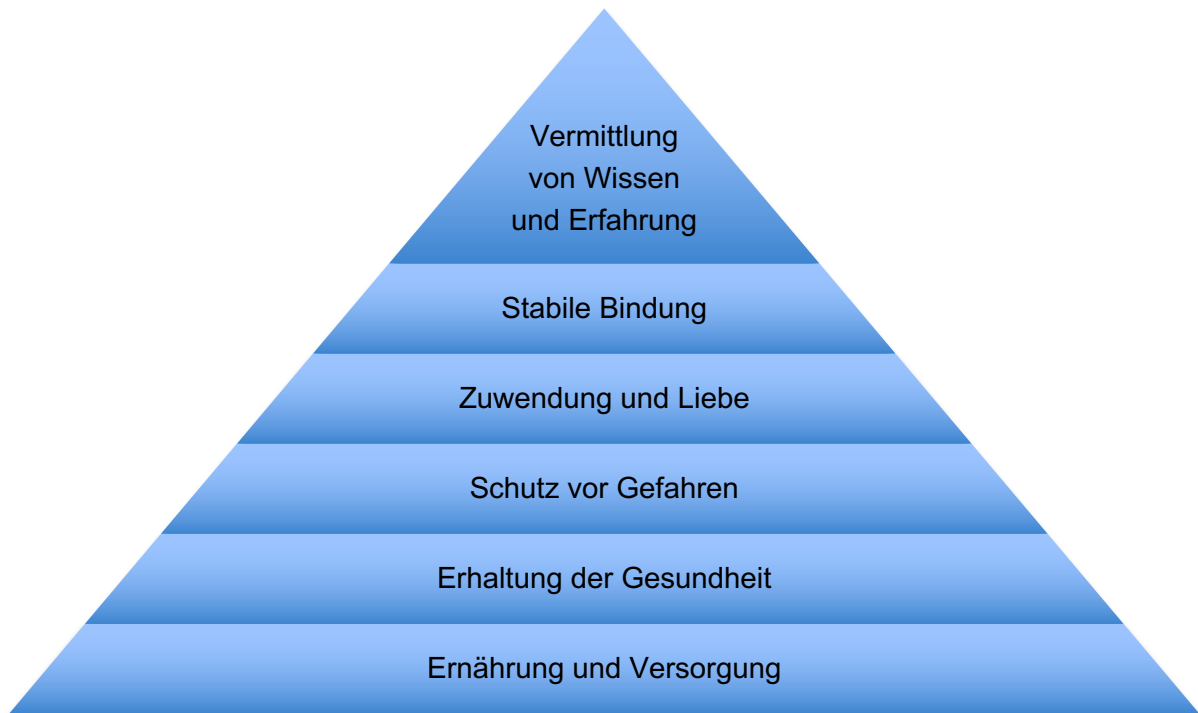 Vermittlung
von Wissen
und Erfahrung
Stabile Bindung
Zuwendung und Liebe
Schutz vor Gefahren
Erhaltung der Gesundheit
Ernährung und Versorgung